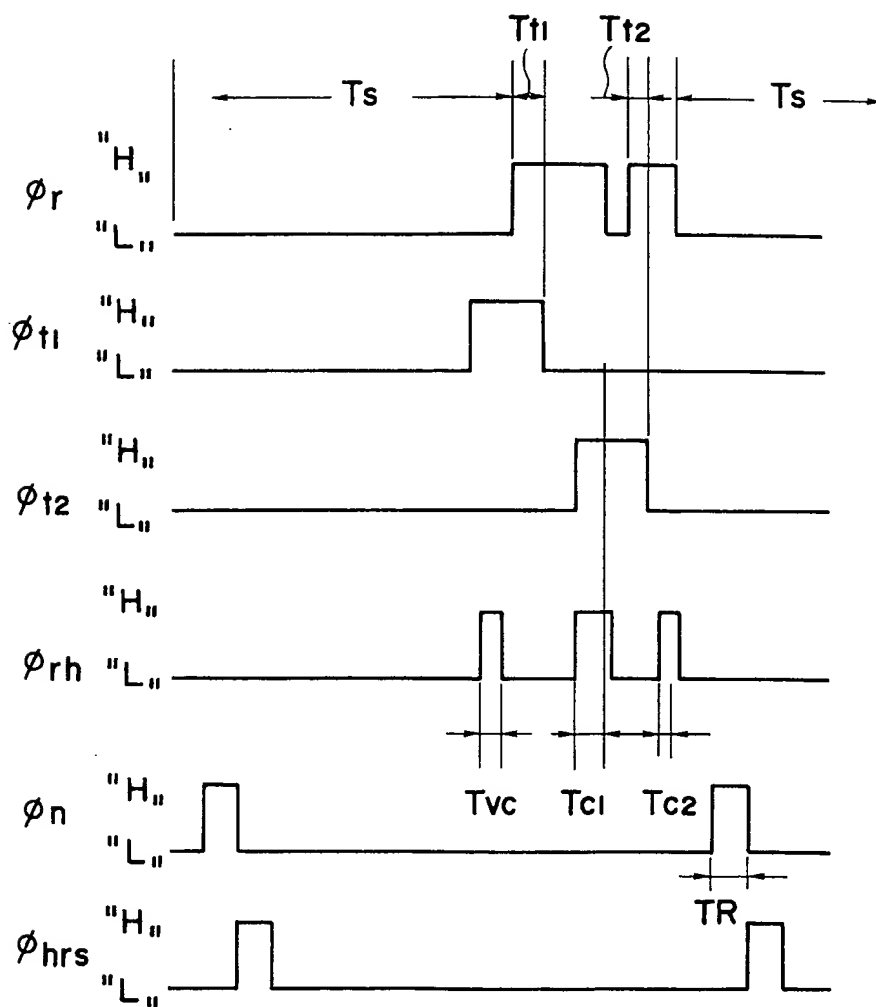 Tt1 Tt2
Ts Ts
"H"
φr
"L"
"H"
φt1
"L"
"H"
φt2
"L"
"H"
φrh "L"
Tvc Tc1 Tc2
"H"
φn
"L"
TR
"H"
φhrs
"L"